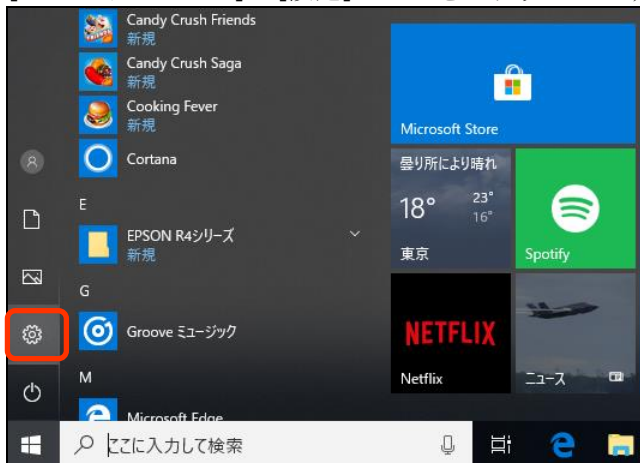 Candy Crush Friends
新規
Candy Crush Saga
新規
Cooking Fever
新規
Cortana
E
EPSON R4シリーズ
新規
G
Groove ミュージック
M
Microsoft Edge
Microsoft Store
曇り所により晴れ
18°
23°
16°
東京
Spotify
NETFLIX
Netflix
ニュース
ここに入力して検索